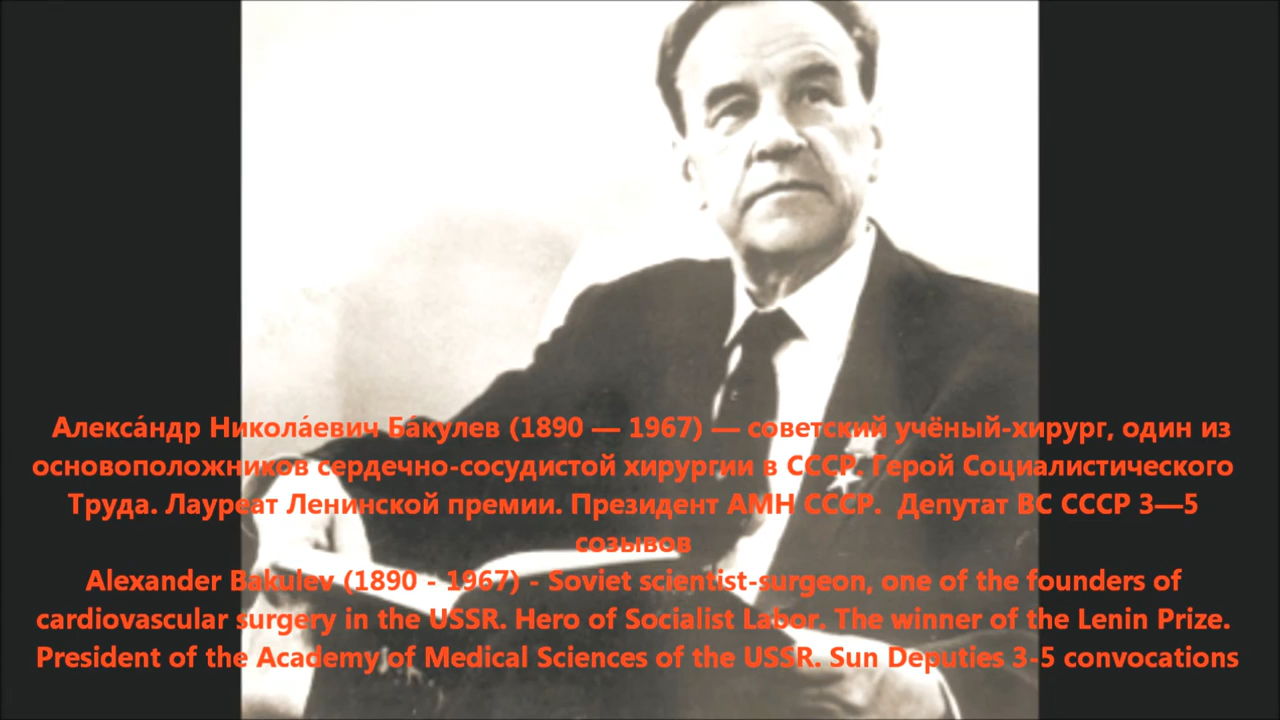 Алекса́ндр Никола́евич Ба́кулев (1890 — 1967) — советский учёный-хирург, один из
основоположников сердечно-сосудистой хирургии в СССР. Герой Социалистического
Труда. Лауреат Ленинской премии. Президент АМН СССР.  Депутат ВС СССР 3—5
созывов
Alexander Bakulev (1890 - 1967) - Soviet scientist-surgeon, one of the founders of
cardiovascular surgery in the USSR. Hero of Socialist Labor. The winner of the Lenin Prize.
President of the Academy of Medical Sciences of the USSR. Sun Deputies 3-5 convocations